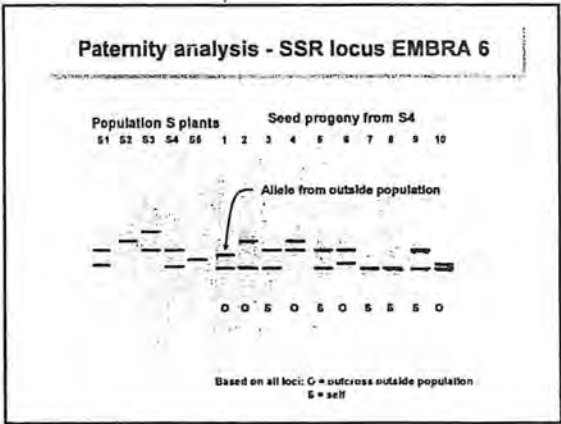 Paternity analysis - SSR locus EMBRA 6
Population S plants Seed progeny from S4
S1 S2 S3 S4 S5 1 2 3 4 5 6 7 8 9 10
Allele from outside population
O O S O S O S S S O
Based on all loci: O = outcross outside population
S = self